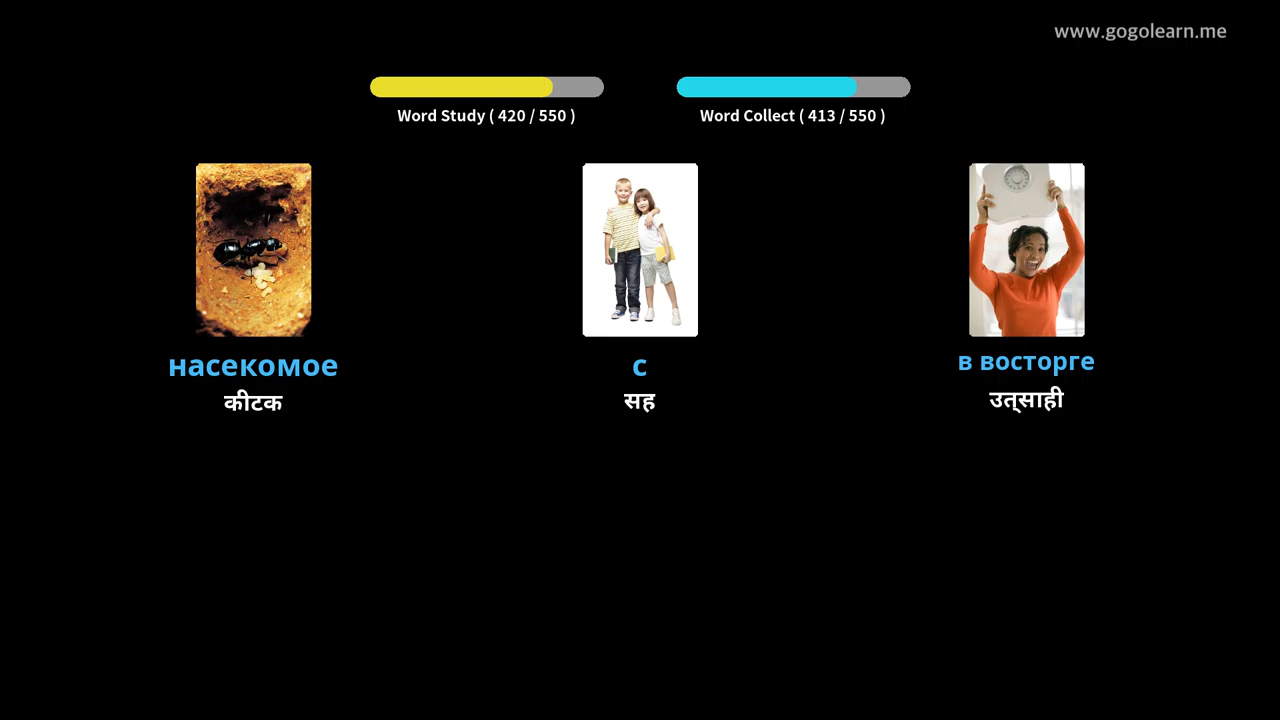 www.gogolearn.me
Word Study ( 420 / 550 )
Word Collect ( 413 / 550 )
насекомое
с
в восторге
कीटक
सह
उत्साही